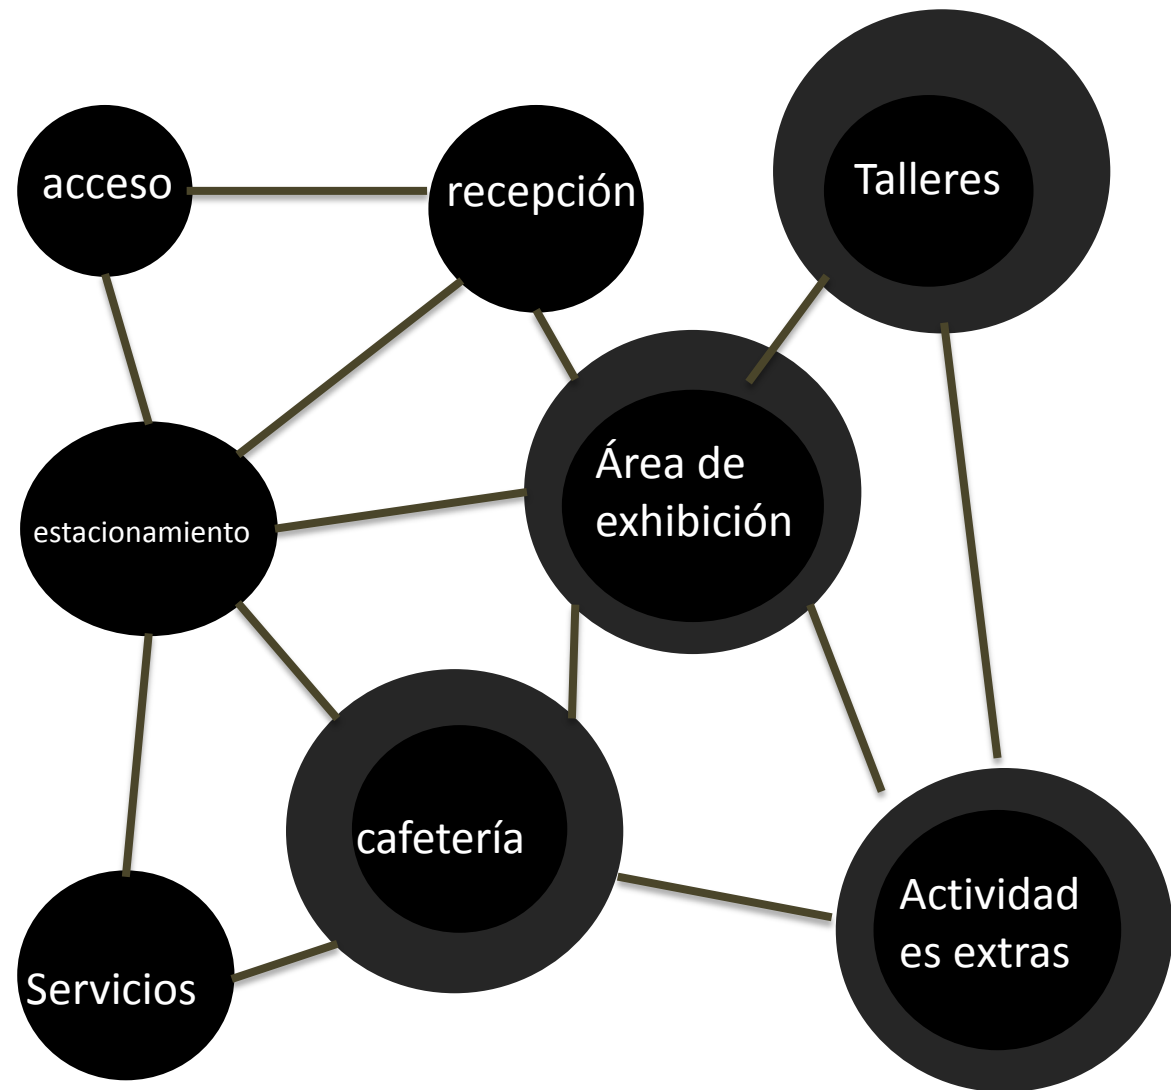 acceso
recepción
Talleres
Área de
exhibición
estacionamiento
cafetería
Actividad
es extras
Servicios